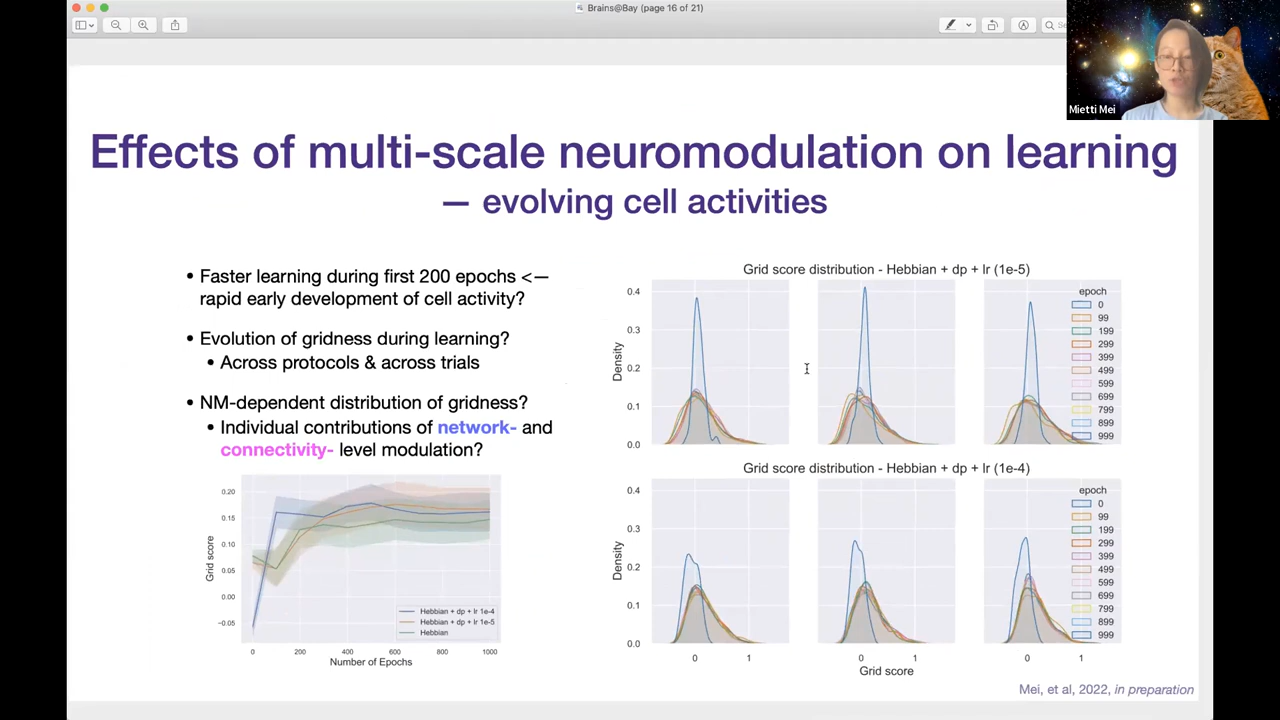 Brains@Bay (page 16 of 21)
Mietti Mei
Effects of multi-scale neuromodulation on learning
— evolving cell activities
• Faster learning during first 200 epochs <—
rapid early development of cell activity?
• Evolution of gridness during learning?
• Across protocols & across trials
• NM-dependent distribution of gridness?
• Individual contributions of network- and
connectivity- level modulation?
0.20
0.15
0.10
0.05
0.00
−0.05
Grid score
Hebbian + dp + lr 1e-4
Hebbian + dp + lr 1e-5
Hebbian
0 200 400 600 800 1000
Number of Epochs
Grid score distribution - Hebbian + dp + lr (1e-5)
0.4
0.3
0.2
0.1
0.0
Density
epoch
0
99
199
299
399
499
599
699
799
899
999
Grid score distribution - Hebbian + dp + lr (1e-4)
0.4
0.3
0.2
0.1
0.0
Density
epoch
0
99
199
299
399
499
599
699
799
899
999
0 1 0 1 0 1
Grid score
Mei, et al, 2022, in preparation